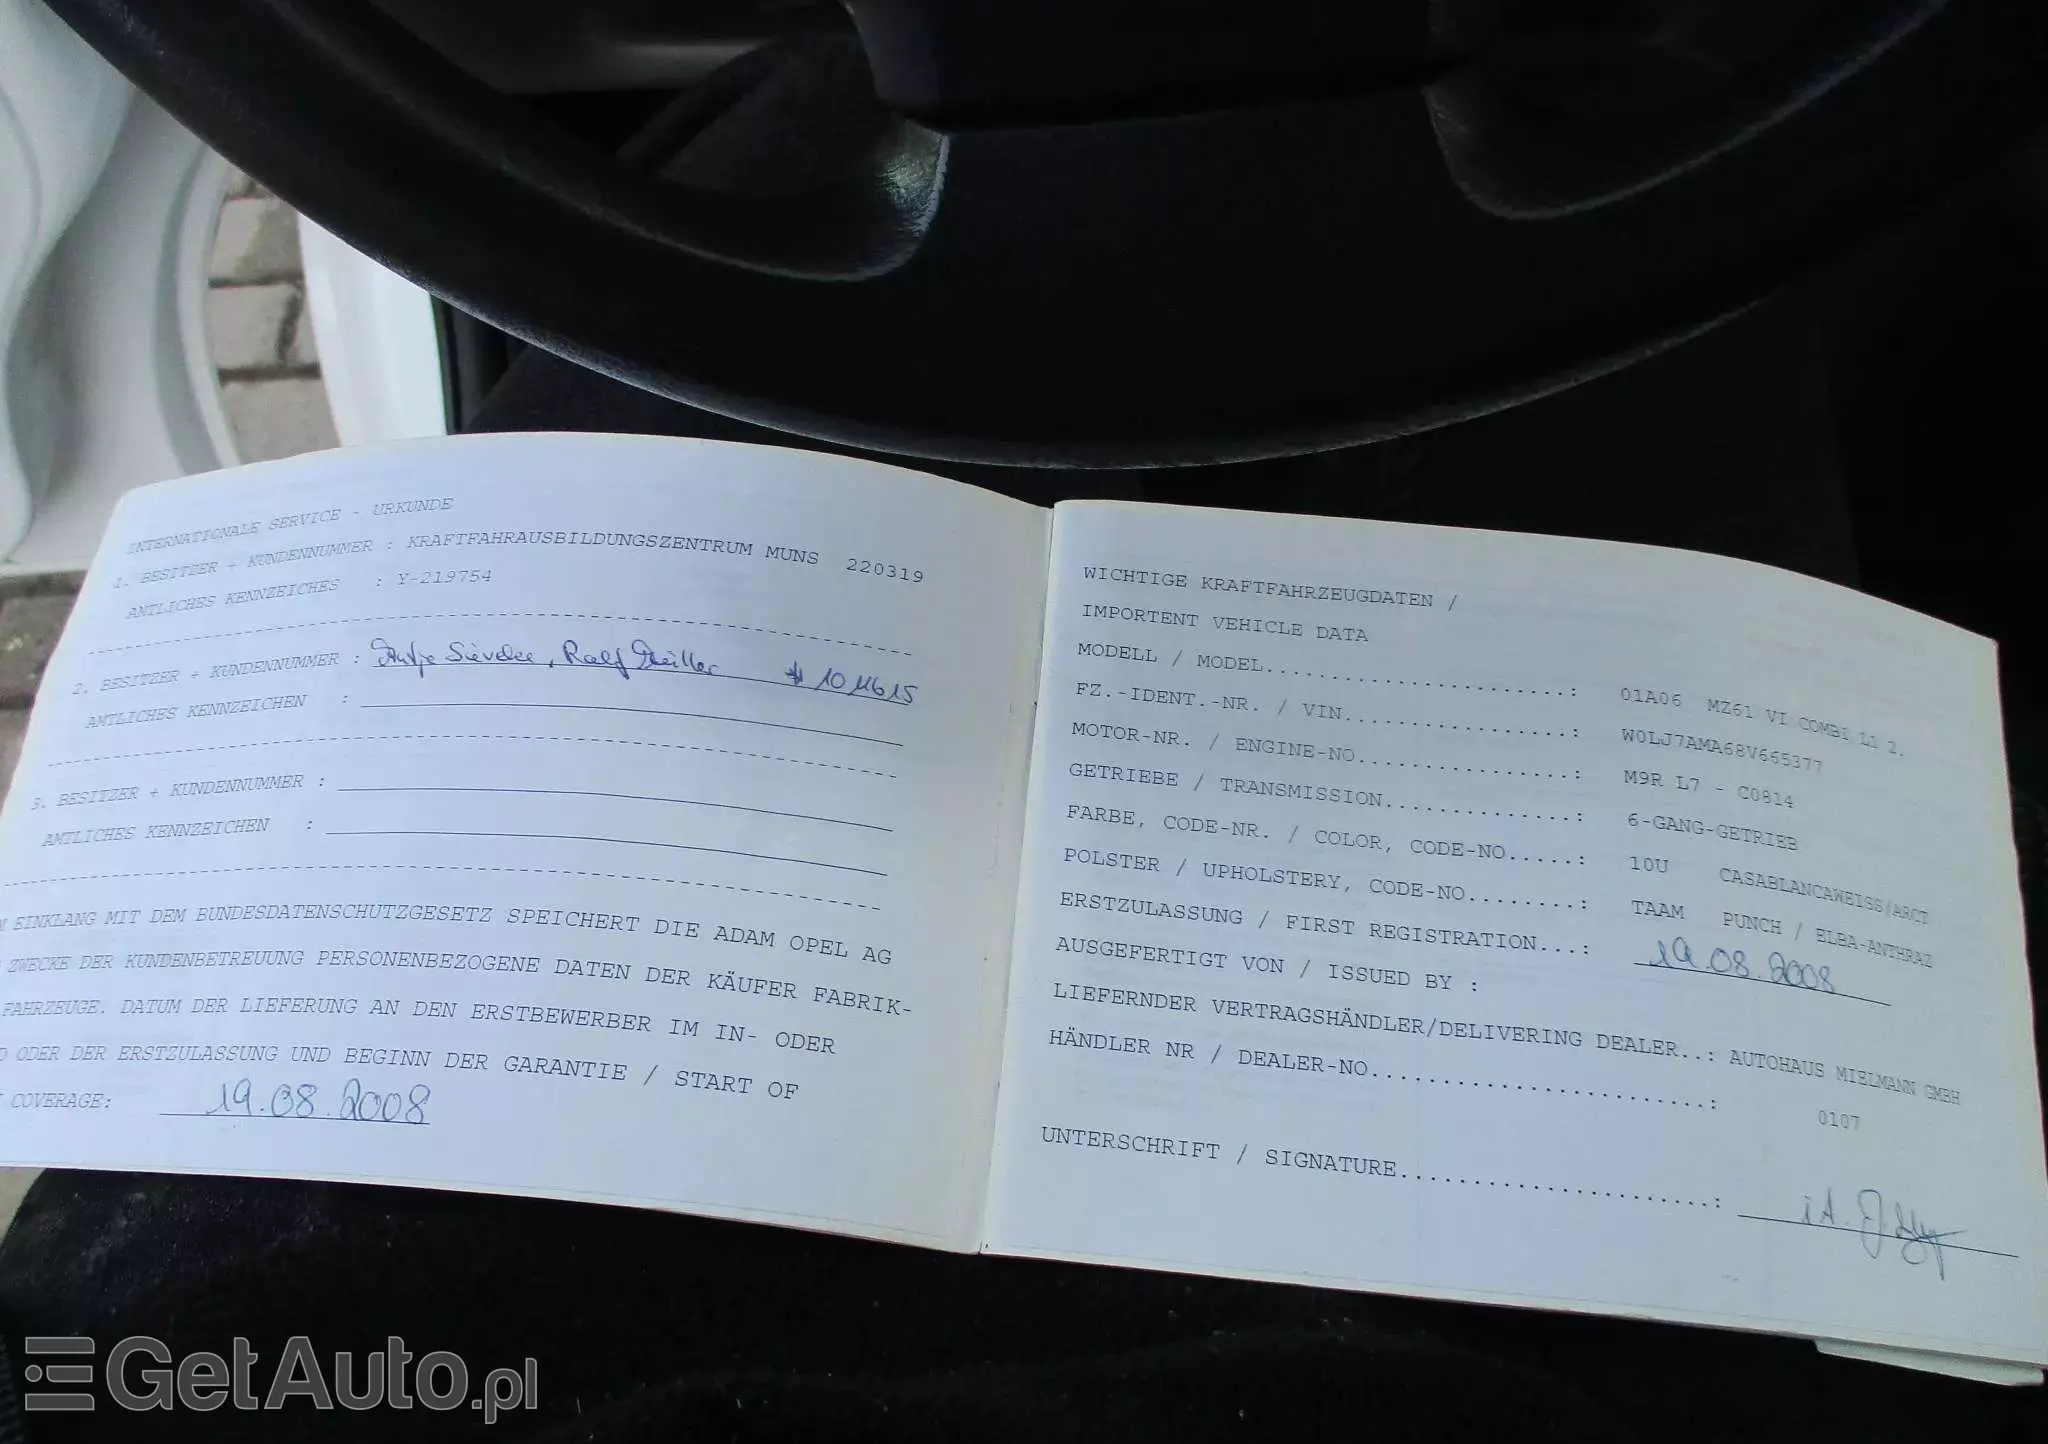 INTERNATIONALE SERVICE - URKUNDE
1. BESITZER + KUNDENNUMMER : KRAFTFAHRAUSBILDUNGSZENTRUM MUNS 220319
AMTLICHES KENNZEICHES : Y-219754
2. BESITZER + KUNDENNUMMER : Antje Ralf Müller
AMTLICHES KENNZEICHEN :
3. BESITZER + KUNDENNUMMER :
AMTLICHES KENNZEICHEN :
EINKLANG MIT DEM BUNDESDATENSCHUTZGESETZ SPEICHERT DIE ADAM OPEL AG
ZWECKE DER KUNDENBETREUUNG PERSONENBEZOGENE DATEN DER KÄUFER FABRIK-
FAHRZEUGE. DATUM DER LIEFERUNG AN DEN ERSTBEWERBER IM IN- ODER
ODER DER ERSTZULASSUNG UND BEGINN DER GARANTIE / START OF
COVERAGE: 19.08.2008
WICHTIGE KRAFTFAHRZEUGDATEN /
IMPORTENT VEHICLE DATA
MODELL / MODEL.....................: 01A06 MZ61 VI COMBI L1 2.
FZ.-IDENT.-NR. / VIN................: W0LJ7AMA68V665377
MOTOR-NR. / ENGINE-NO...............: M9R L7 - C0814
GETRIEBE / TRANSMISSION.............: 6-GANG-GETRIEB
FARBE, CODE-NR. / COLOR, CODE-NO.....: 10U CASABLANCAWEISS/ARCT
POLSTER / UPHOLSTERY, CODE-NO........: TAAM PUNCH / ELBA-ANTHRAZ
ERSTZULASSUNG / FIRST REGISTRATION...: 19.08.2008
AUSGEFERTIGT VON / ISSUED BY :
LIEFERNDER VERTRAGSHÄNDLER/DELIVERING DEALER..: AUTOHAUS MIELMANN GMBH
HÄNDLER NR / DEALER-NO.......................: 0107
UNTERSCHRIFT / SIGNATURE.....................: i.A.
GetAuto.pl